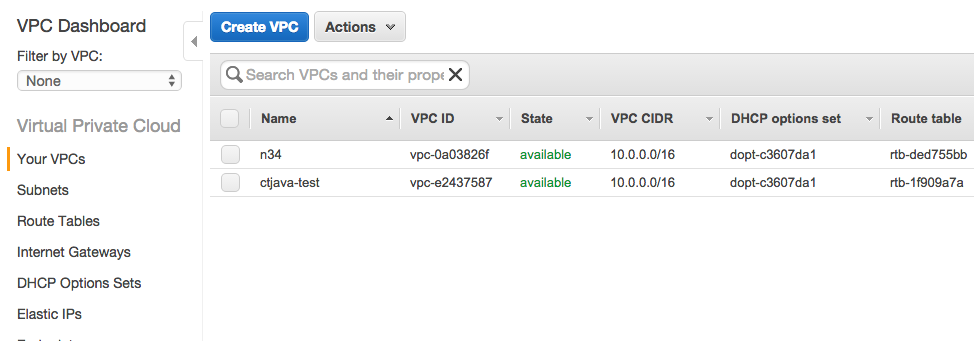 VPC Dashboard
Filter by VPC:
None
Virtual Private Cloud
Your VPCs
Subnets
Route Tables
Internet Gateways
DHCP Options Sets
Elastic IPs
Create VPC Actions
Search VPCs and their prope
Name VPC ID State VPC CIDR DHCP options set Route table
n34 vpc-0a03826f available 10.0.0.0/16 dopt-c3607da1 rtb-ded755bb
ctjava-test vpc-e2437587 available 10.0.0.0/16 dopt-c3607da1 rtb-1f909a7a